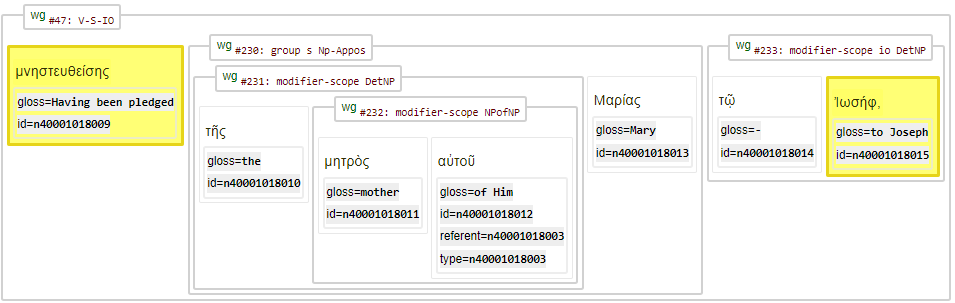 wg #47: V-S-IO
μνηστευθείσης
gloss=Having been pledged
id=n40001018009
wg #230: group s Np-Appos
wg #231: modifier-scope DetNP
τῆς
gloss=the
id=n40001018010
wg #232: modifier-scope NPofNP
μητρὸς
gloss=mother
id=n40001018011
αὐτοῦ
gloss=of Him
id=n40001018012
referent=n40001018003
type=n40001018003
Μαρίας
gloss=Mary
id=n40001018013
wg #233: modifier-scope io DetNP
τῷ
gloss=-
id=n40001018014
Ἰωσήφ,
gloss=to Joseph
id=n40001018015